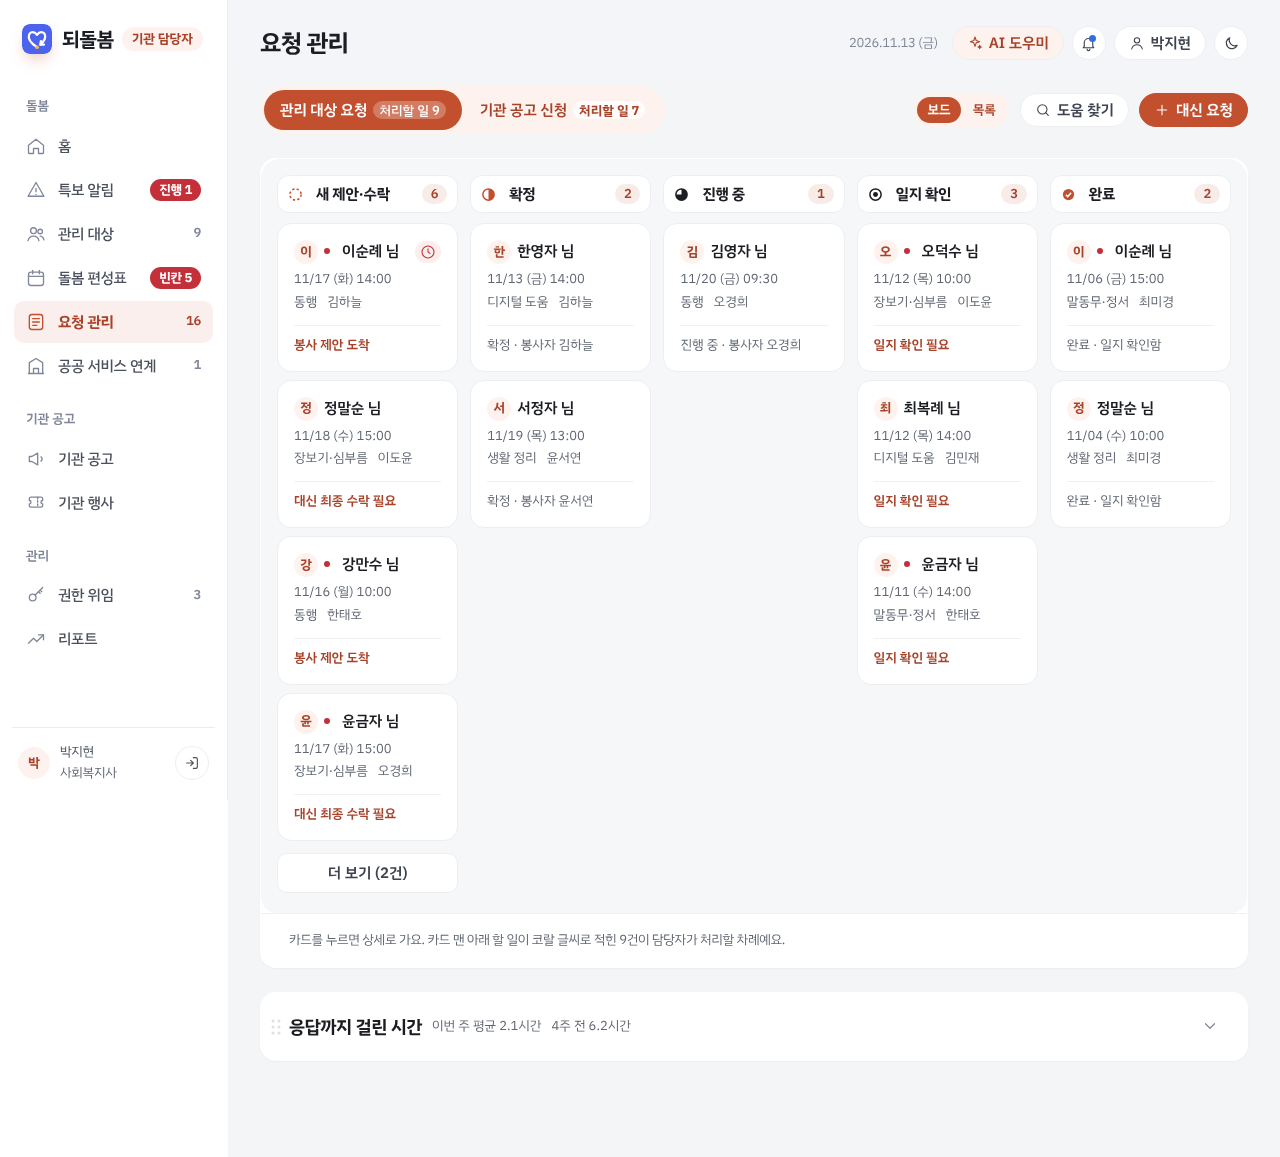 되돌봄 기관 담당자
돌봄
홈
특보 알림 진행 1
관리 대상 9
돌봄 편성표 빈칸 5
요청 관리 16
공공 서비스 연계 1
기관 공고
기관 공고
기관 행사
관리
권한 위임 3
리포트
박 박지현
사회복지사
요청 관리
2026.11.13 (금) AI 도우미 박지현
관리 대상 요청 처리할 일 9 기관 공고 신청 처리할 일 7
보드 목록 도움 찾기 대신 요청
새 제안·수락 6
이 이순례 님
11/17 (화) 14:00
동행 김하늘
봉사 제안 도착
정 정말순 님
11/18 (수) 15:00
장보기·심부름 이도윤
대신 최종 수락 필요
강 강만수 님
11/16 (월) 10:00
동행 한태호
봉사 제안 도착
윤 윤금자 님
11/17 (화) 15:00
장보기·심부름 오경희
대신 최종 수락 필요
더 보기 (2건)
확정 2
한 한영자 님
11/13 (금) 14:00
디지털 도움 김하늘
확정 · 봉사자 김하늘
서 서정자 님
11/19 (목) 13:00
생활 정리 윤서연
확정 · 봉사자 윤서연
진행 중 1
김 김영자 님
11/20 (금) 09:30
동행 오경희
진행 중 · 봉사자 오경희
일지 확인 3
오 오덕수 님
11/12 (목) 10:00
장보기·심부름 이도윤
일지 확인 필요
최 최복례 님
11/12 (목) 14:00
디지털 도움 김민재
일지 확인 필요
윤 윤금자 님
11/11 (수) 14:00
말동무·정서 한태호
일지 확인 필요
완료 2
이 이순례 님
11/06 (금) 15:00
말동무·정서 최미경
완료 · 일지 확인함
정 정말순 님
11/04 (수) 10:00
생활 정리 최미경
완료 · 일지 확인함
카드를 누르면 상세로 가요. 카드 맨 아래 할 일이 코랄 글씨로 적힌 9건이 담당자가 처리할 차례예요.
응답까지 걸린 시간 이번 주 평균 2.1시간 4주 전 6.2시간